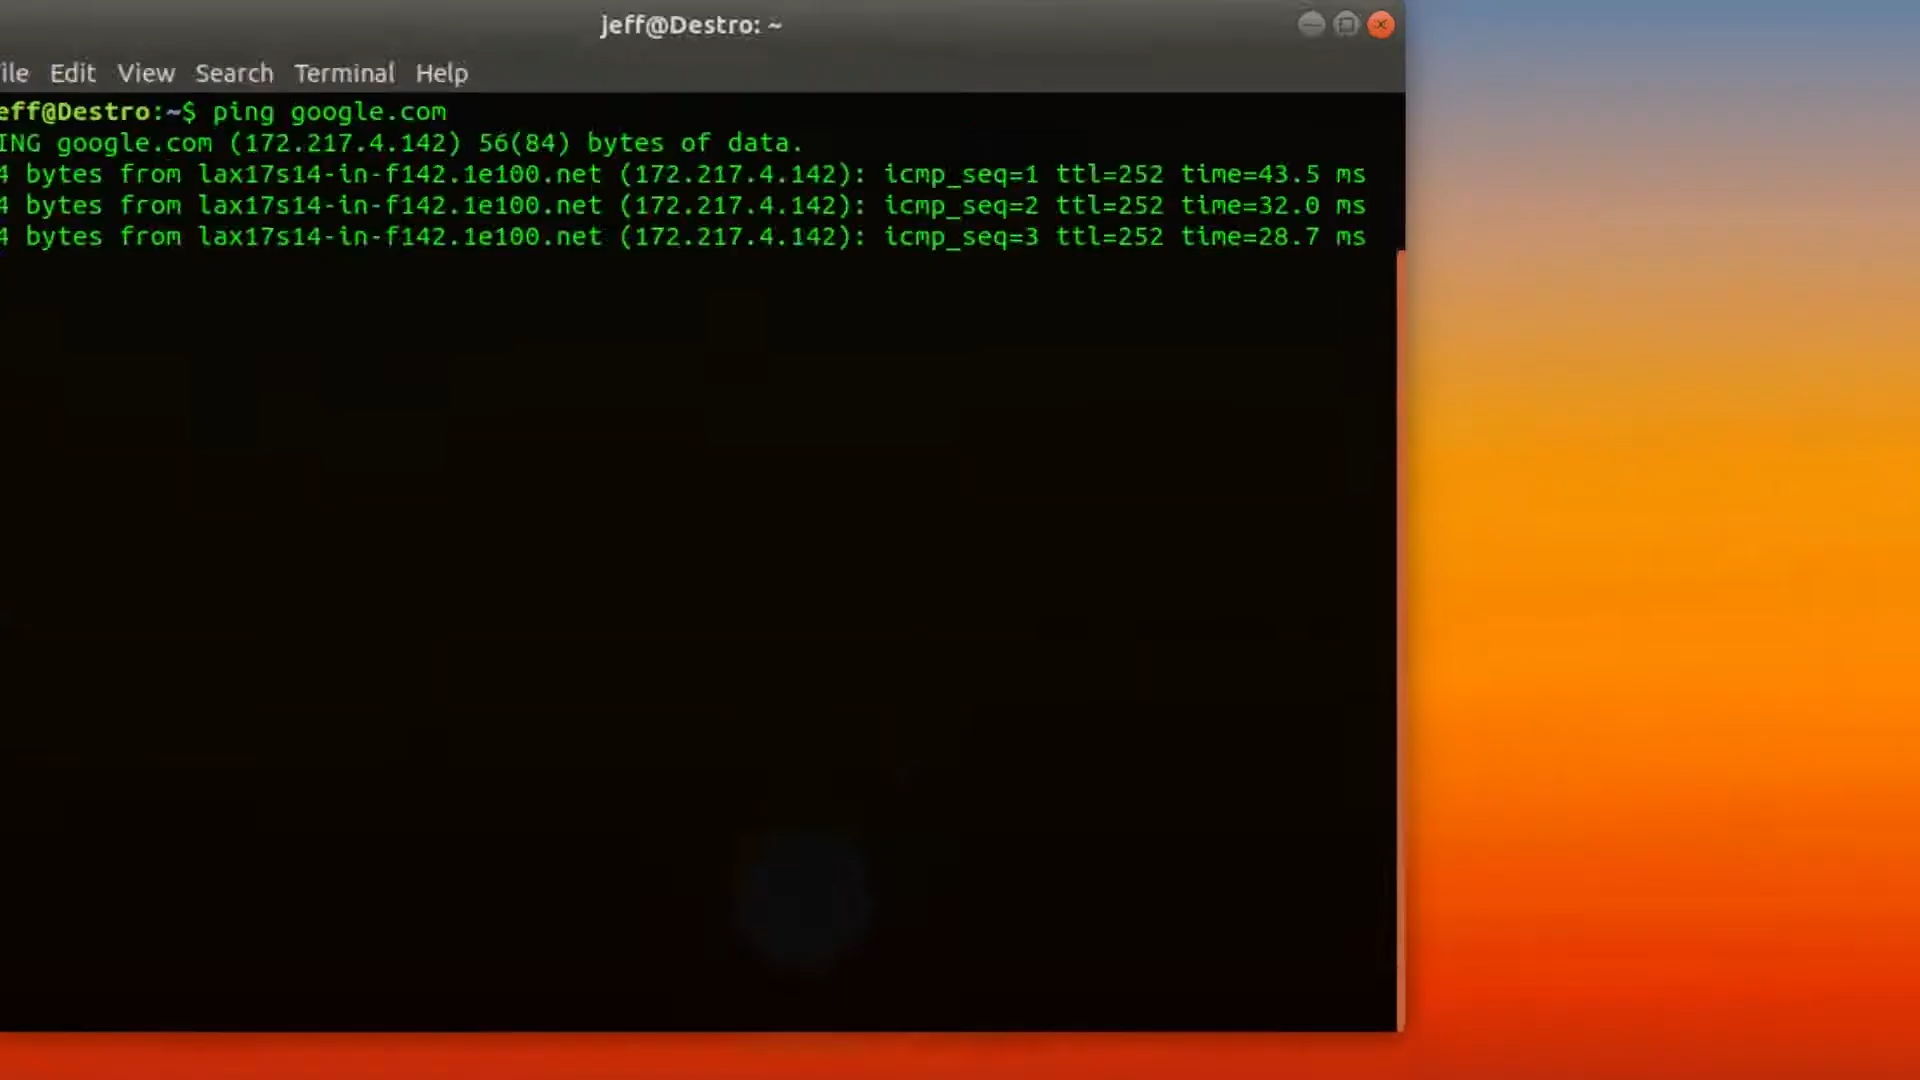 jeff@Destro: ~
ile Edit View Search Terminal Help
eff@Destro:~$ ping google.com
ING google.com (172.217.4.142) 56(84) bytes of data.
4 bytes from lax17s14-in-f142.1e100.net (172.217.4.142): icmp_seq=1 ttl=252 time=43.5 ms
4 bytes from lax17s14-in-f142.1e100.net (172.217.4.142): icmp_seq=2 ttl=252 time=32.0 ms
4 bytes from lax17s14-in-f142.1e100.net (172.217.4.142): icmp_seq=3 ttl=252 time=28.7 ms